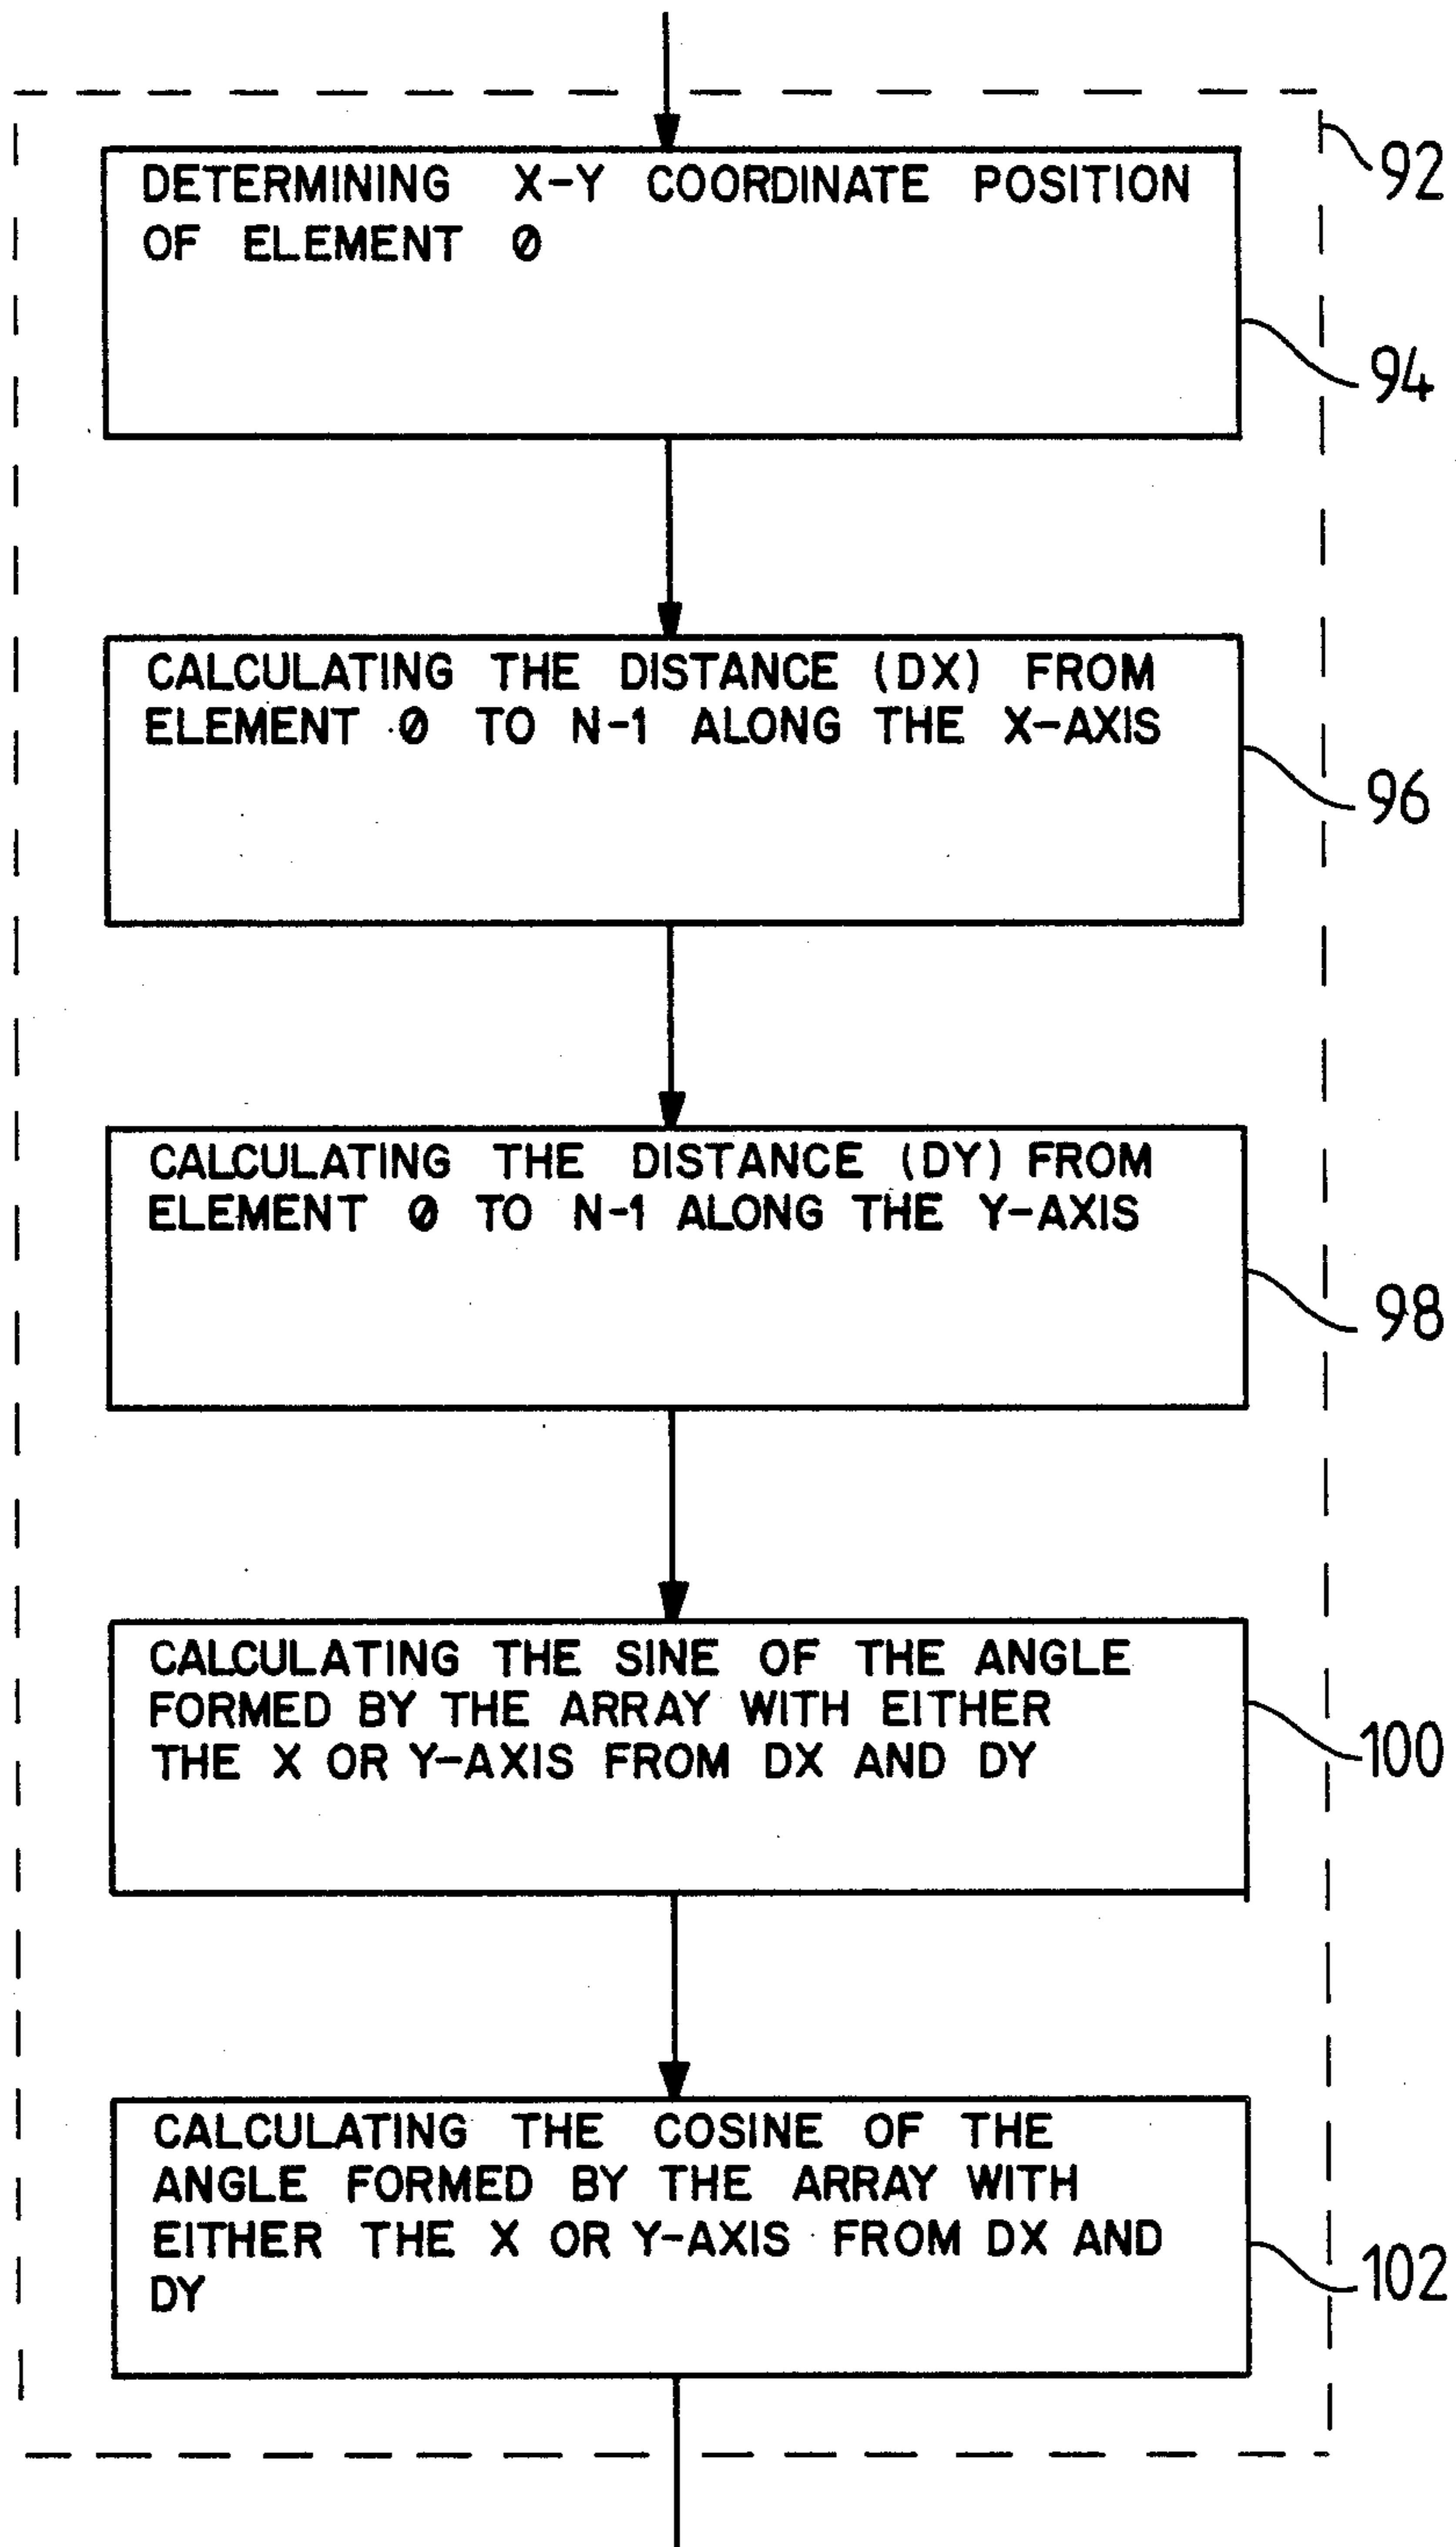 92
DETERMINING X-Y COORDINATE POSITION
OF ELEMENT 0
94
CALCULATING THE DISTANCE (DX) FROM
ELEMENT 0 TO N-1 ALONG THE X-AXIS
96
CALCULATING THE DISTANCE (DY) FROM
ELEMENT 0 TO N-1 ALONG THE Y-AXIS
98
CALCULATING THE SINE OF THE ANGLE
FORMED BY THE ARRAY WITH EITHER
THE X OR Y-AXIS FROM DX AND DY
100
CALCULATING THE COSINE OF THE
ANGLE FORMED BY THE ARRAY WITH
EITHER THE X OR Y-AXIS FROM DX AND
DY
102